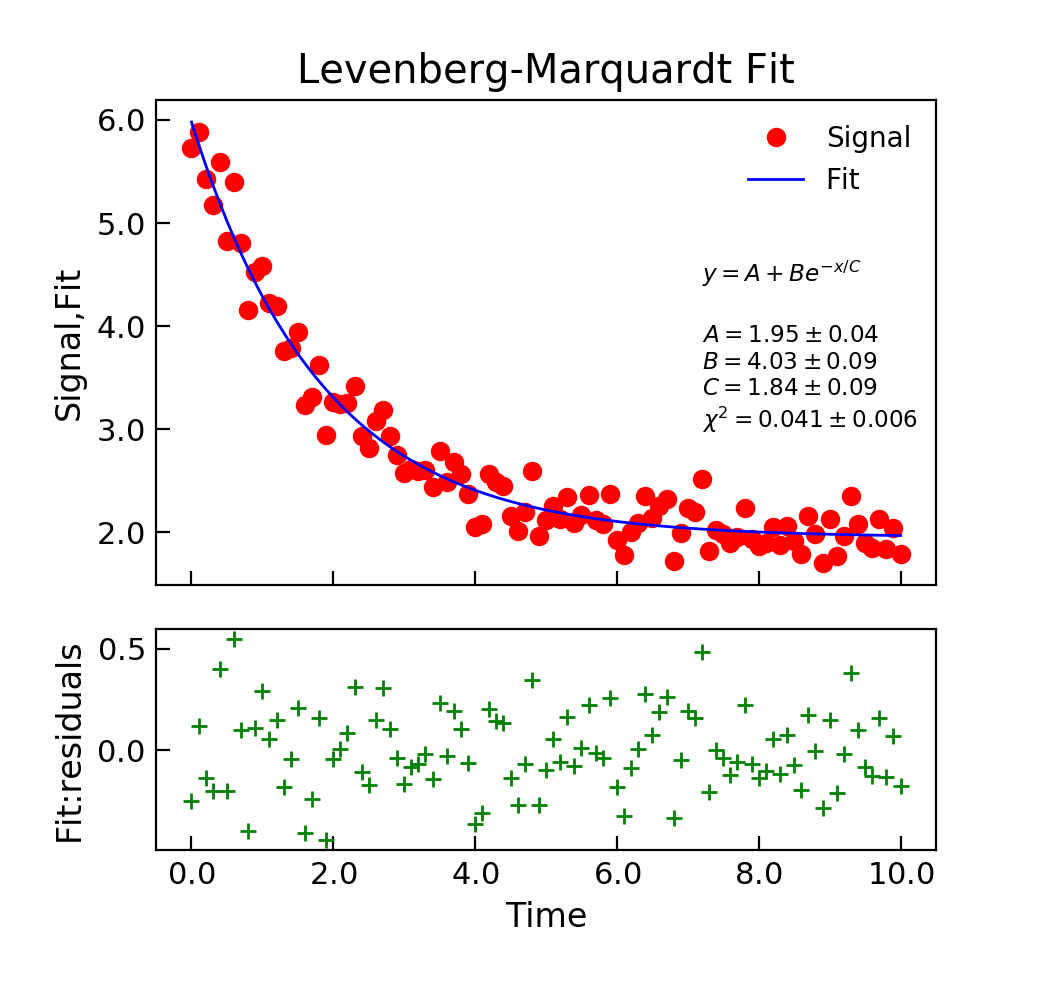 Levenberg-Marquardt Fit
6.0
5.0
4.0
3.0
2.0
Signal,Fit
Signal
Fit
y = A + Be^{-x/C}
A = 1.95 ± 0.04
B = 4.03 ± 0.09
C = 1.84 ± 0.09
χ² = 0.041 ± 0.006
0.5
0.0
Fit:residuals
0.0 2.0 4.0 6.0 8.0 10.0
Time